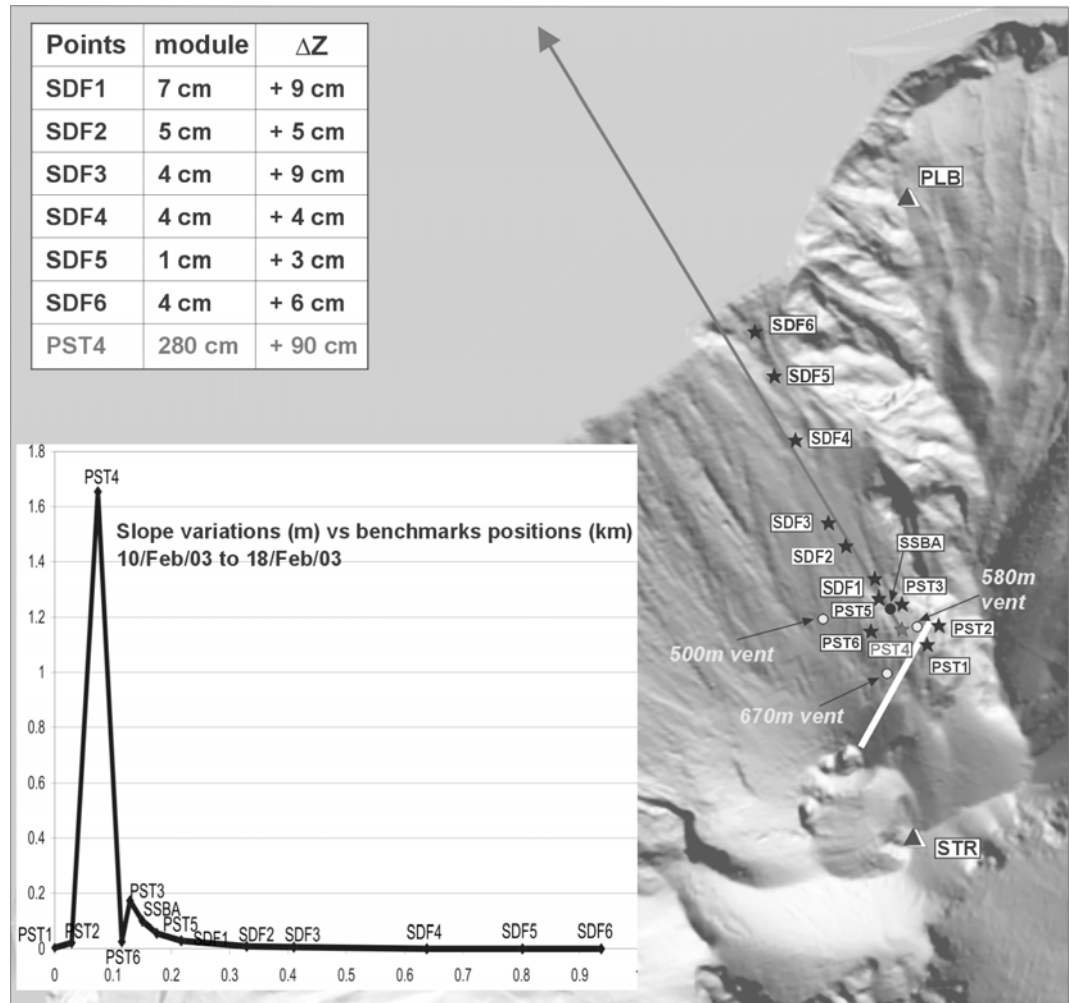 Points module ΔZ
SDF1 7 cm + 9 cm
SDF2 5 cm + 5 cm
SDF3 4 cm + 9 cm
SDF4 4 cm + 4 cm
SDF5 1 cm + 3 cm
SDF6 4 cm + 6 cm
PST4 280 cm + 90 cm
PLB
SDF6
SDF5
SDF4
SDF3
SDF2
SSBA
SDF1
PST3
580m
vent
PST5
500m vent
PST6
PST4
PST2
PST1
670m vent
STR
1.8
1.6
1.4
1.2
1
0.8
0.6
0.4
0.2
0
PST4
Slope variations (m) vs benchmarks positions (km)
10/Feb/03 to 18/Feb/03
PST3
SSBA
PST1
PST2
PST5
SDF1
SDF2
SDF3
SDF4
SDF5
SDF6
PST6
0 0.1 0.2 0.3 0.4 0.5 0.6 0.7 0.8 0.9